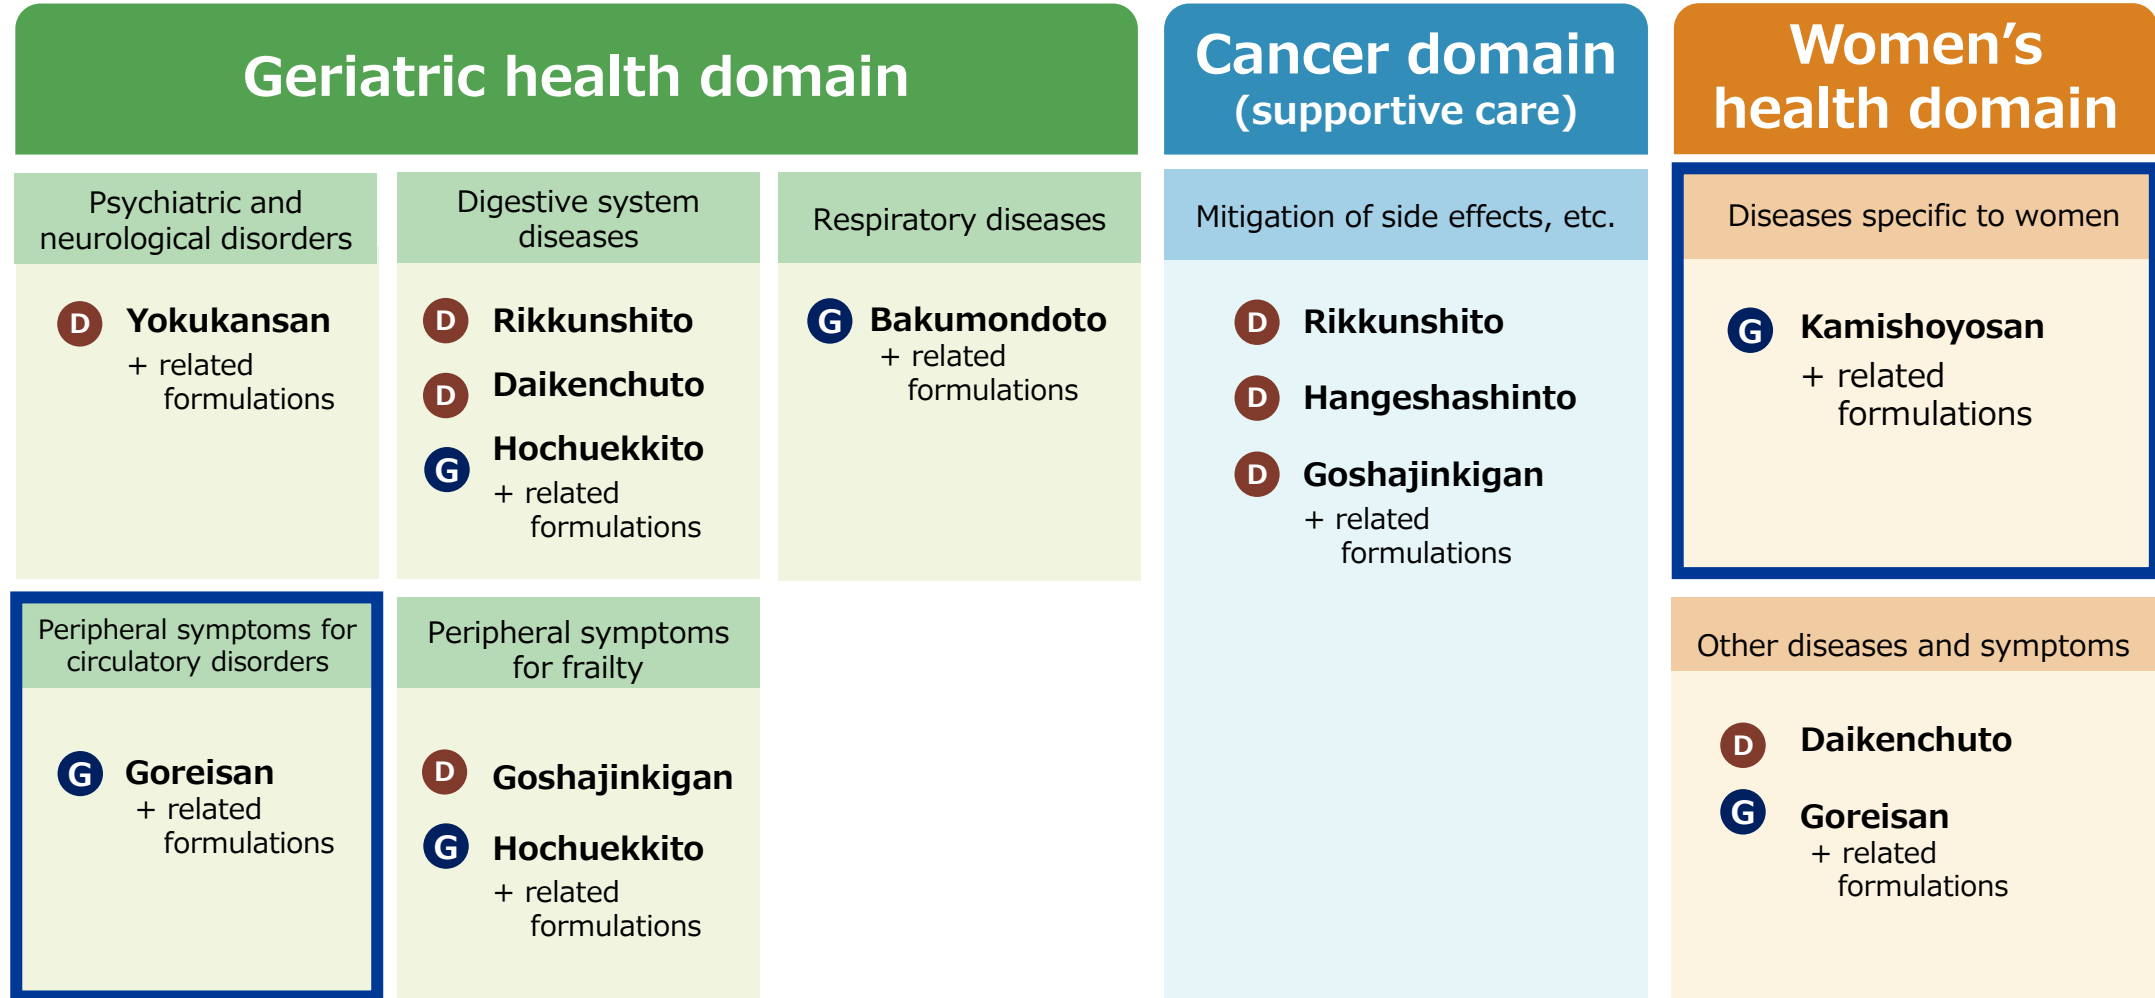 Geriatric health domain
Psychiatric and
neurological disorders
D Yokukansan
+ related
formulations
Digestive system
diseases
D Rikkunshito
D Daikenchuto
G Hochuekkito
+ related
formulations
Respiratory diseases
G Bakumondoto
+ related
formulations
Peripheral symptoms for
circulatory disorders
G Goreisan
+ related
formulations
Peripheral symptoms
for frailty
D Goshajinkigan
G Hochuekkito
+ related
formulations
Cancer domain
(supportive care)
Mitigation of side effects, etc.
D Rikkunshito
D Hangeshashinto
D Goshajinkigan
+ related
formulations
Women’s
health domain
Diseases specific to women
G Kamishoyosan
+ related
formulations
Other diseases and symptoms
D Daikenchuto
G Goreisan
+ related
formulations